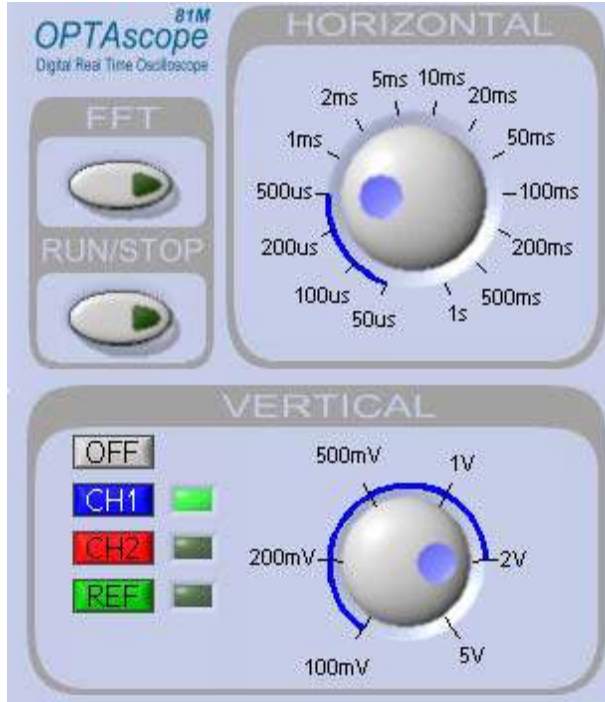 81M
OPTAscope
Digital Real Time Oscilloscope
FFT
RUN/STOP
HORIZONTAL
5ms 10ms
2ms 20ms
1ms 50ms
500us 100ms
200us 200ms
100us 500ms
50us 1s
VERTICAL
OFF
CH1
CH2
REF
500mV 1V
200mV 2V
100mV 5V